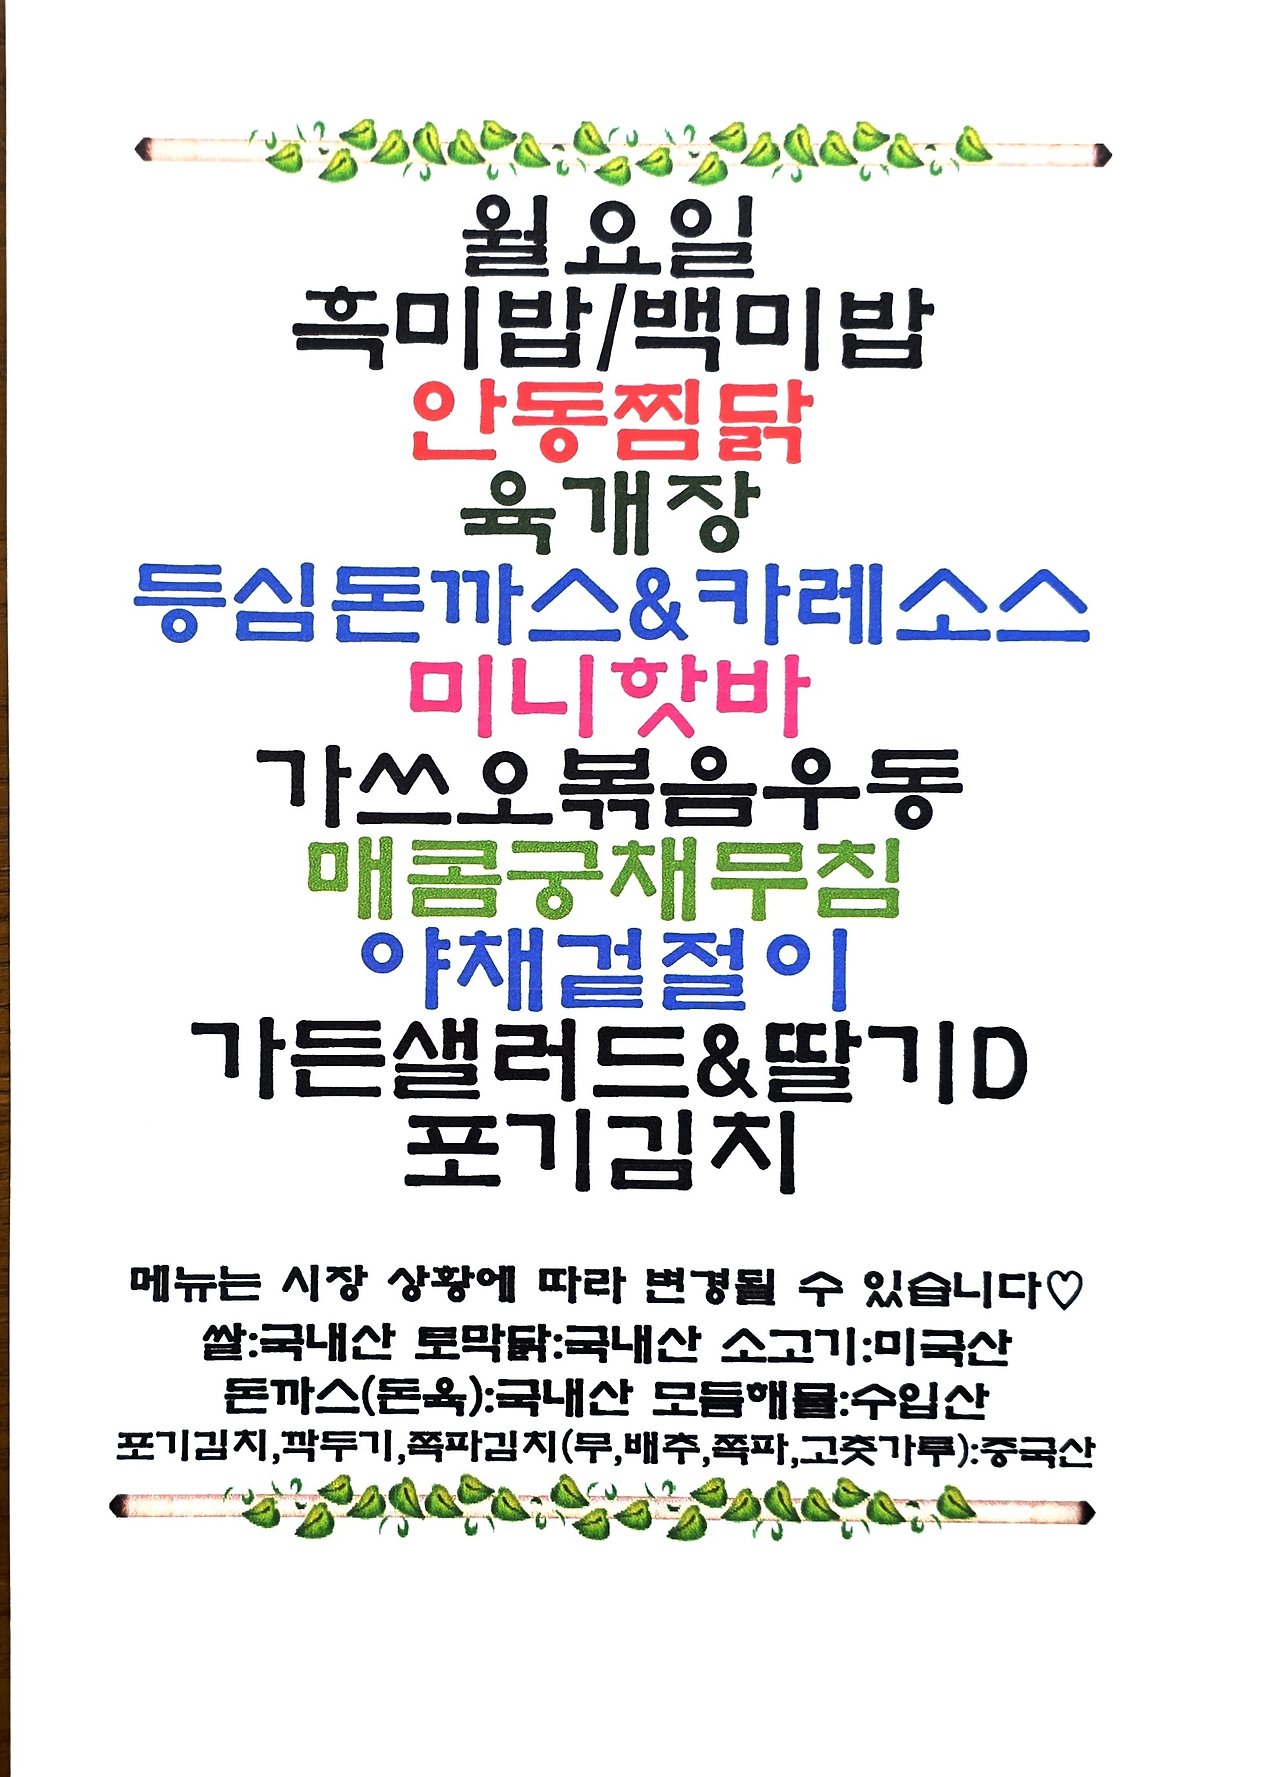 월요일
흑미밥/백미밥
안동찜닭
육개장
등심돈까스&카레소스
미니핫바
가쓰오볶음우동
매콤궁채무침
야채겉절이
가든샐러드&딸기D
포기김치
메뉴는 시장 상황에 따라 변경될 수 있습니다♡
쌀:국내산 토막닭:국내산 소고기:미국산
돈까스(돈육):국내산 모듬해물:수입산
포기김치,깍두기,쪽파김치(무,배추,쪽파,고춧가루):중국산